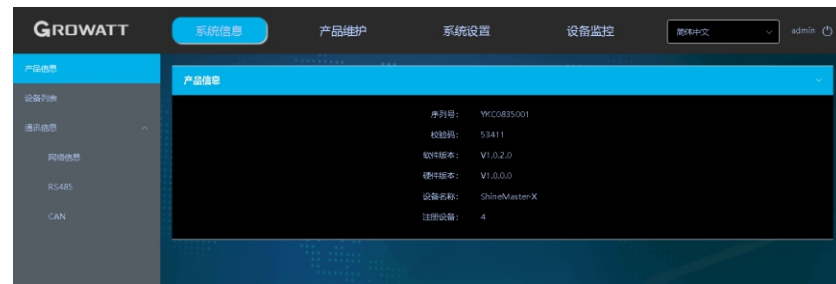 GROWATT 系统信息 产品维护 系统设置 设备监控 简体中文 admin
产品信息
设备列表
通讯信息
网络信息
RS485
CAN
产品信息
序列号: YKC0835001
校验码: 53411
软件版本: V1.0.2.0
硬件版本: V1.0.0.0
设备名称: ShineMaster-X
注册设备: 4